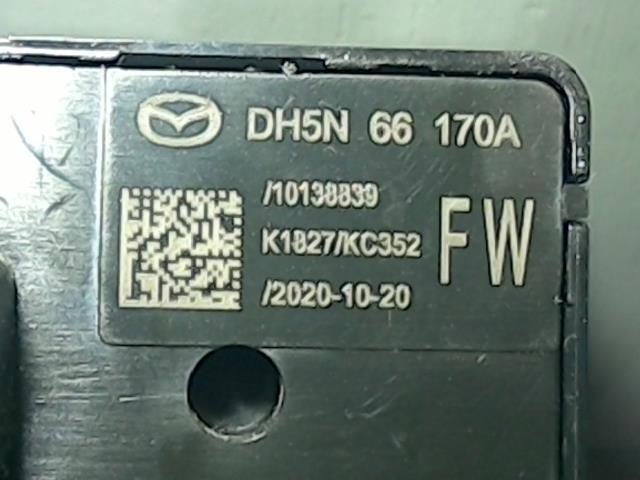 DH5N 66 170A
/10138839
K1827/KC352
/2020-10-20
FW